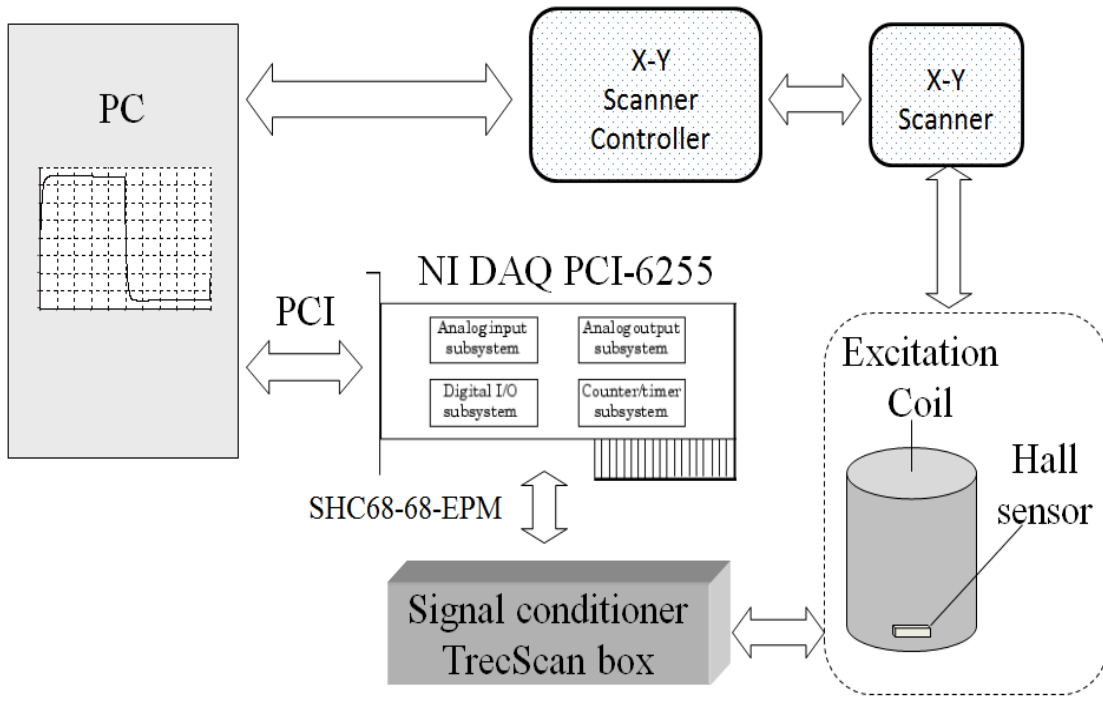 PC
X-Y
Scanner
Controller
X-Y
Scanner
NI DAQ PCI-6255
PCI
Analog input
subsystem
Analog output
subsystem
Digital I/O
subsystem
Counter/timer
subsystem
SHC68-68-EPM
Signal conditioner
TrecScan box
Excitation
Coil
Hall
sensor